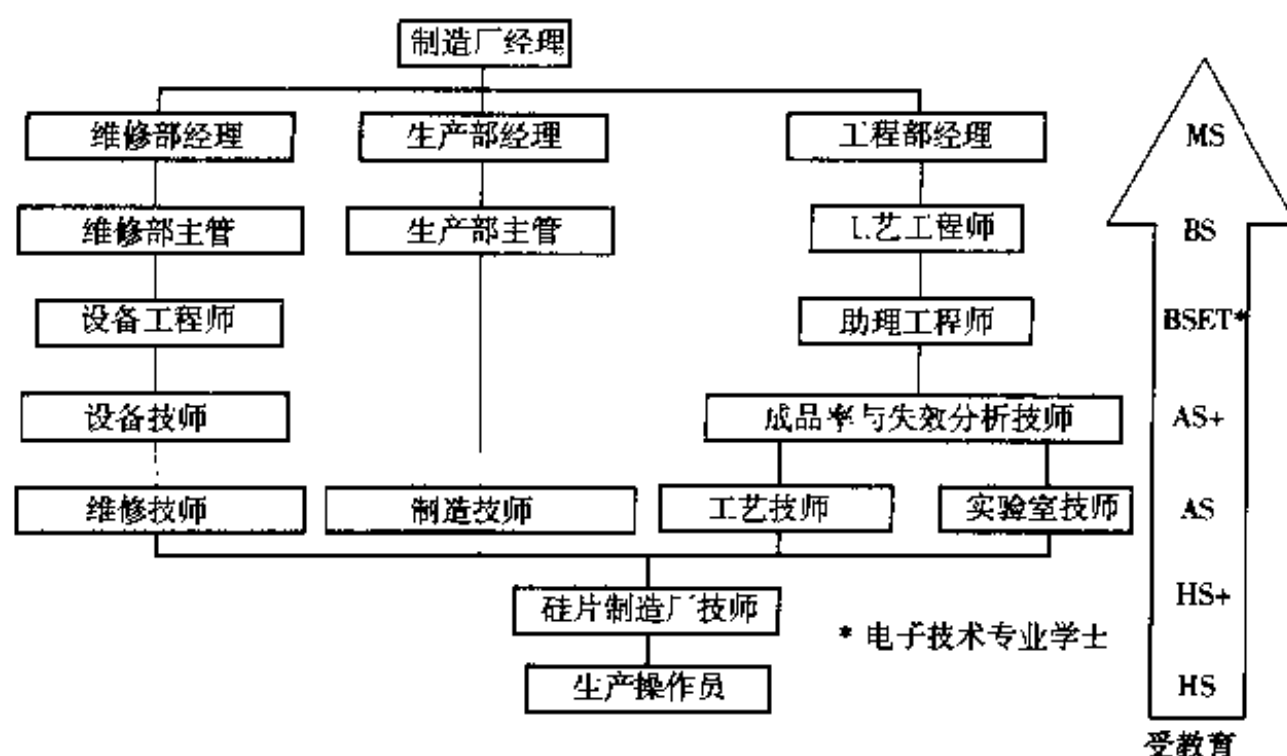 制造厂经理
维修部经理 生产部经理 工程部经理 MS
维修部主管 生产部主管 工艺工程师 BS
设备工程师 助理工程师 BSET*
设备技师 成品率与失效分析技师 AS+
维修技师 制造技师 工艺技师 实验室技师 AS
硅片制造厂技师 HS+
* 电子技术专业学士
生产操作员 HS
受教育